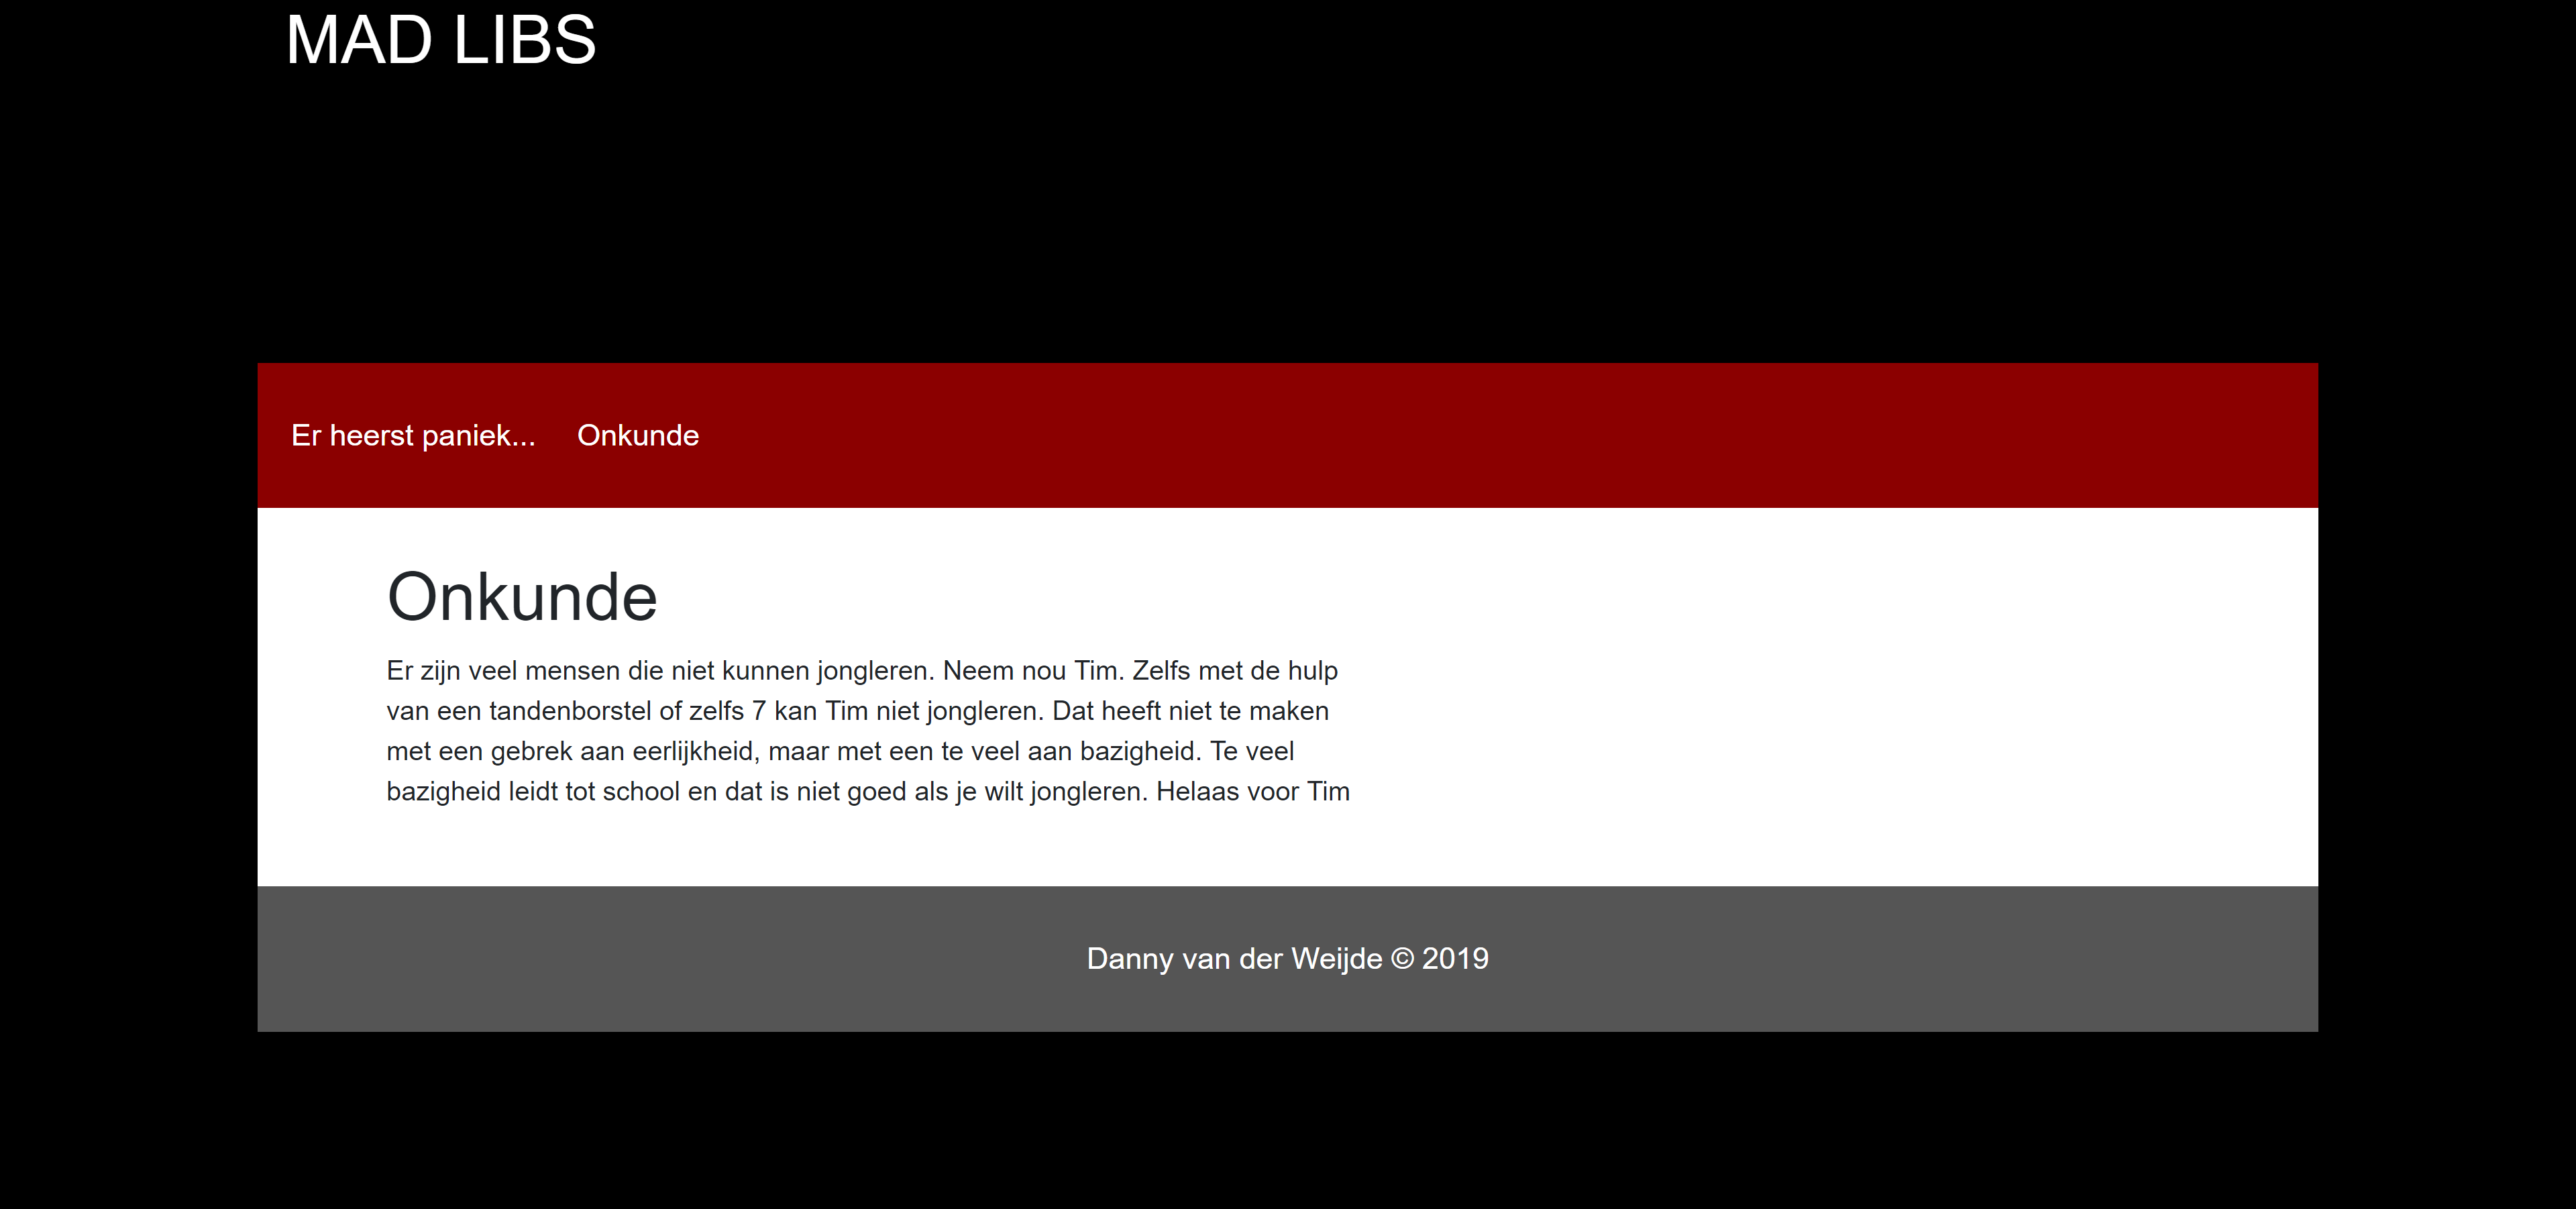 MAD LIBS
Er heerst paniek... Onkunde
Onkunde
Er zijn veel mensen die niet kunnen jongleren. Neem nou Tim. Zelfs met de hulp
van een tandenborstel of zelfs 7 kan Tim niet jongleren. Dat heeft niet te maken
met een gebrek aan eerlijkheid, maar met een te veel aan bazigheid. Te veel
bazigheid leidt tot school en dat is niet goed als je wilt jongleren. Helaas voor Tim
Danny van der Weijde © 2019